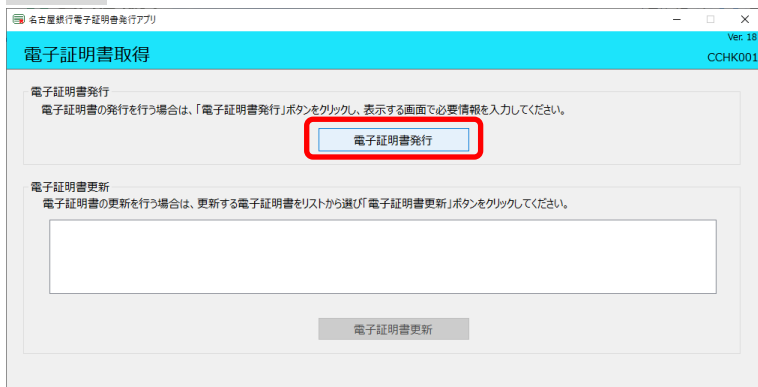 名古屋銀行電子証明書発行アプリ
Ver. 18
電子証明書取得
CCHK001
電子証明書発行
電子証明書の発行を行う場合は、「電子証明書発行」ボタンをクリックし、表示する画面で必要情報を入力してください。
電子証明書発行
電子証明書更新
電子証明書の更新を行う場合は、更新する電子証明書をリストから選び「電子証明書更新」ボタンをクリックしてください。
電子証明書更新